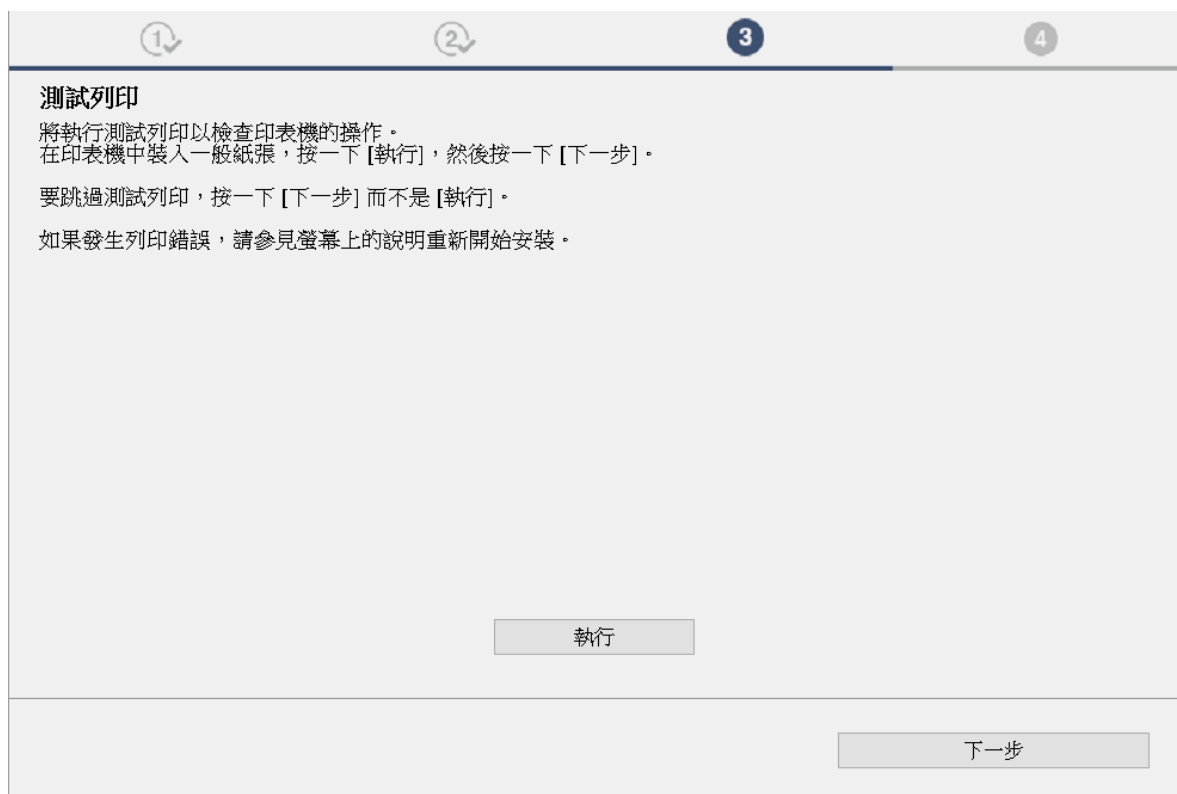 1 2 3 4
測試列印
將執行測試列印以檢查印表機的操作。
在印表機中裝入一般紙張，按一下 [執行]，然後按一下 [下一步]。
要跳過測試列印，按一下 [下一步] 而不是 [執行]。
如果發生列印錯誤，請參見螢幕上的說明重新開始安裝。
執行
下一步